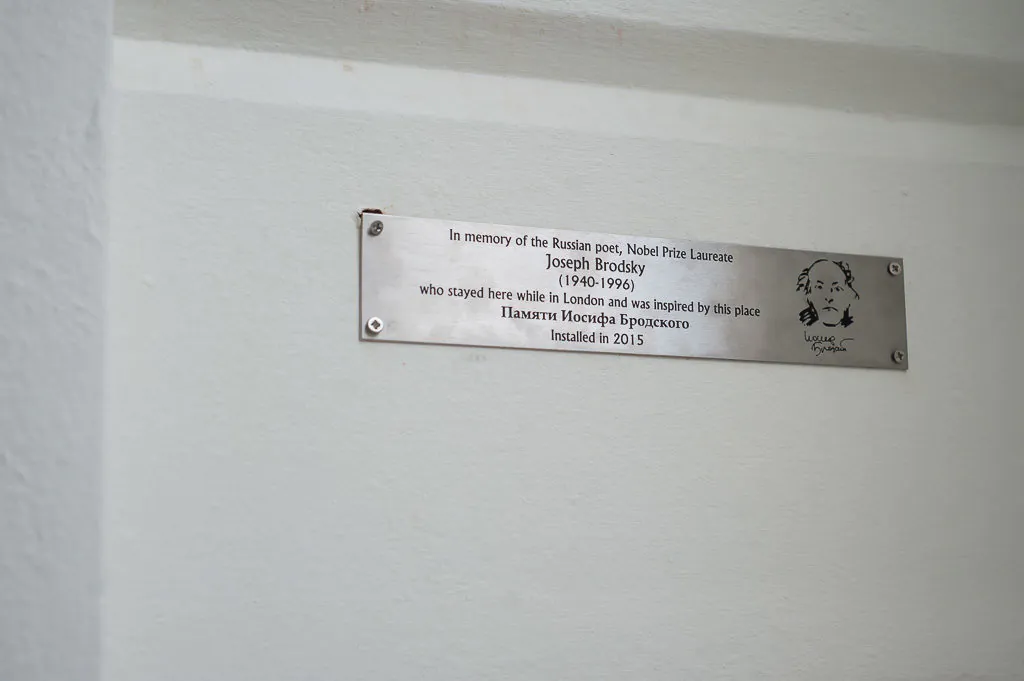 In memory of the Russian poet, Nobel Prize Laureate
Joseph Brodsky
(1940-1996)
who stayed here while in London and was inspired by this place
Памяти Иосифа Бродского
Installed in 2015
Иосиф